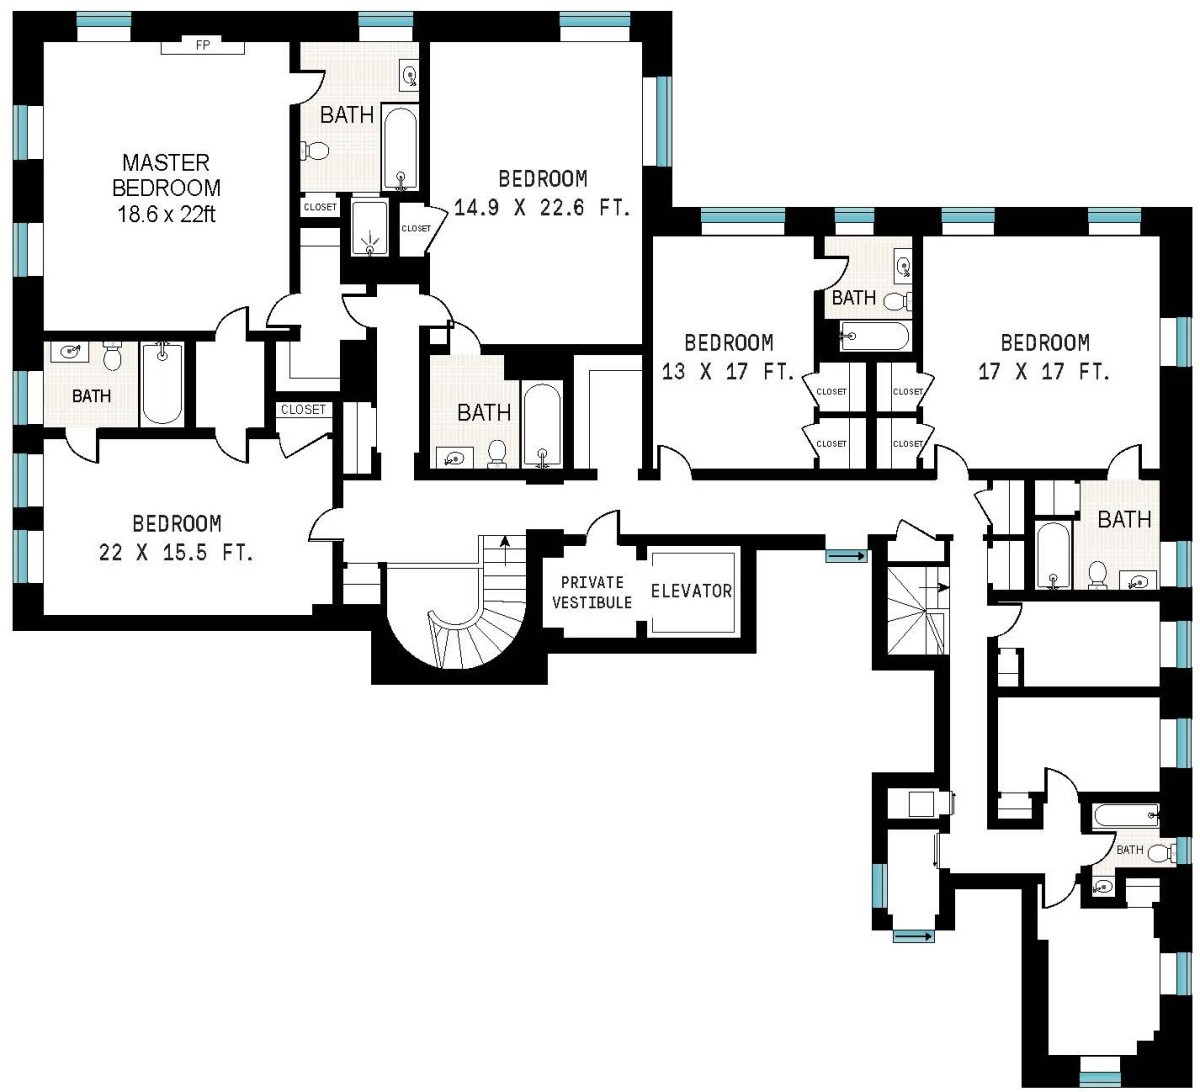 FP
BATH
MASTER
BEDROOM
18.6 x 22ft
BEDROOM
14.9 X 22.6 FT.
CLOSET
CLOSET
BATH
BEDROOM
13 X 17 FT.
BEDROOM
17 X 17 FT.
BATH
CLOSET
BATH
CLOSET
CLOSET
CLOSET
CLOSET
BEDROOM
22 X 15.5 FT.
BATH
PRIVATE
VESTIBULE
ELEVATOR
BATH